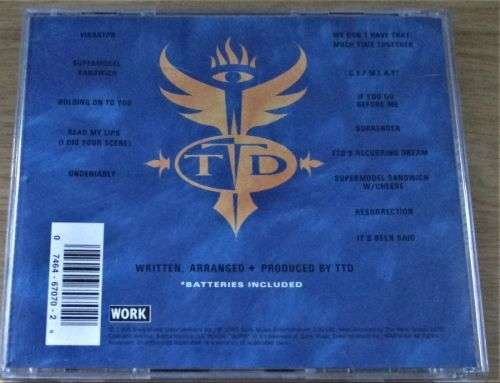 VIBRATOR
SUPERMODEL
SANDWICH
HOLDING ON TO YOU
READ MY LIPS
(I DIG YOUR SCENE)
UNDENIABLY
WE DON'T HAVE THAT
MUCH TIME TOGETHER
C.Y.F.M.L.A.Y?
IF YOU GO
BEFORE ME
SURRENDER
TTD'S RECURRING DREAM
SUPERMODEL SANDWICH
W/CHEESE
RESURRECTION
IT'S BEEN SAID
TTD
WRITTEN, ARRANGED + PRODUCED BY TTD
*BATTERIES INCLUDED
0 7464-67070-2
WORK